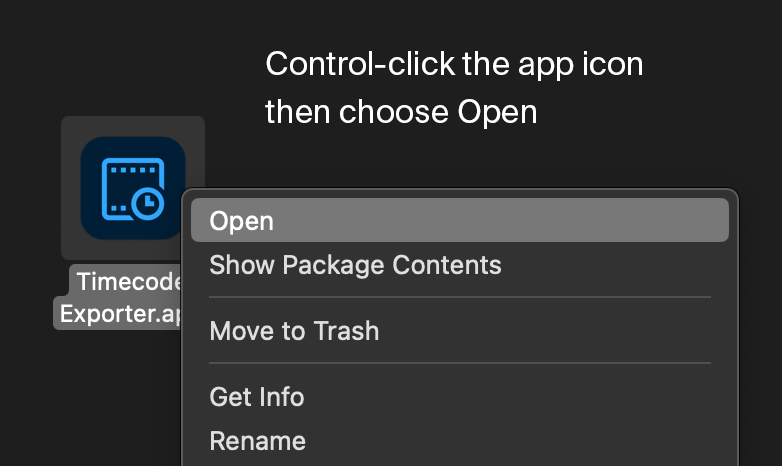 Control-click the app icon
then choose Open
Timecode
Exporter.ap
Open
Show Package Contents
Move to Trash
Get Info
Rename